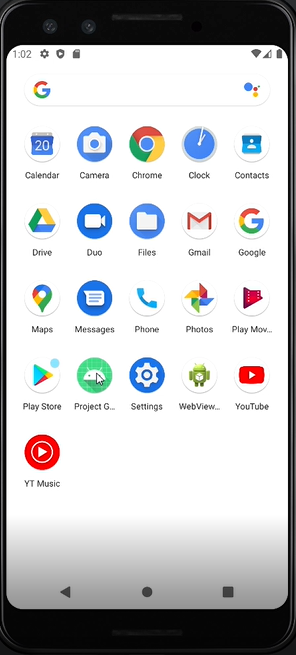 1:02
G
20
Calendar Camera Chrome Clock Contacts
G
Drive Duo Files Gmail Google
Maps Messages Phone Photos Play Mov...
Play Store Project G... Settings WebView... YouTube
YT Music